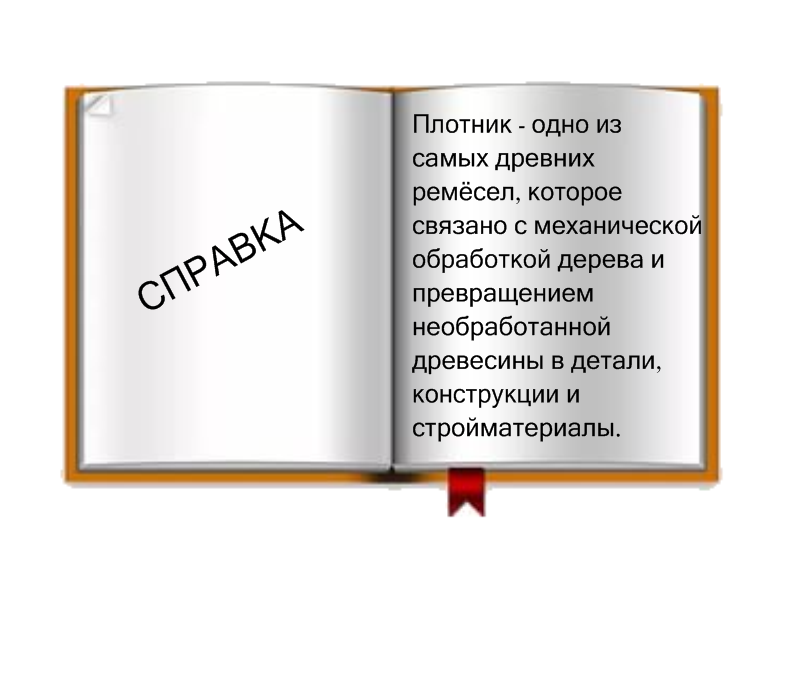 СПРАВКА
Плотник - одно из
самых древних
ремёсел, которое
связано с механической
обработкой дерева и
превращением
необработанной
древесины в детали,
конструкции и
стройматериалы.